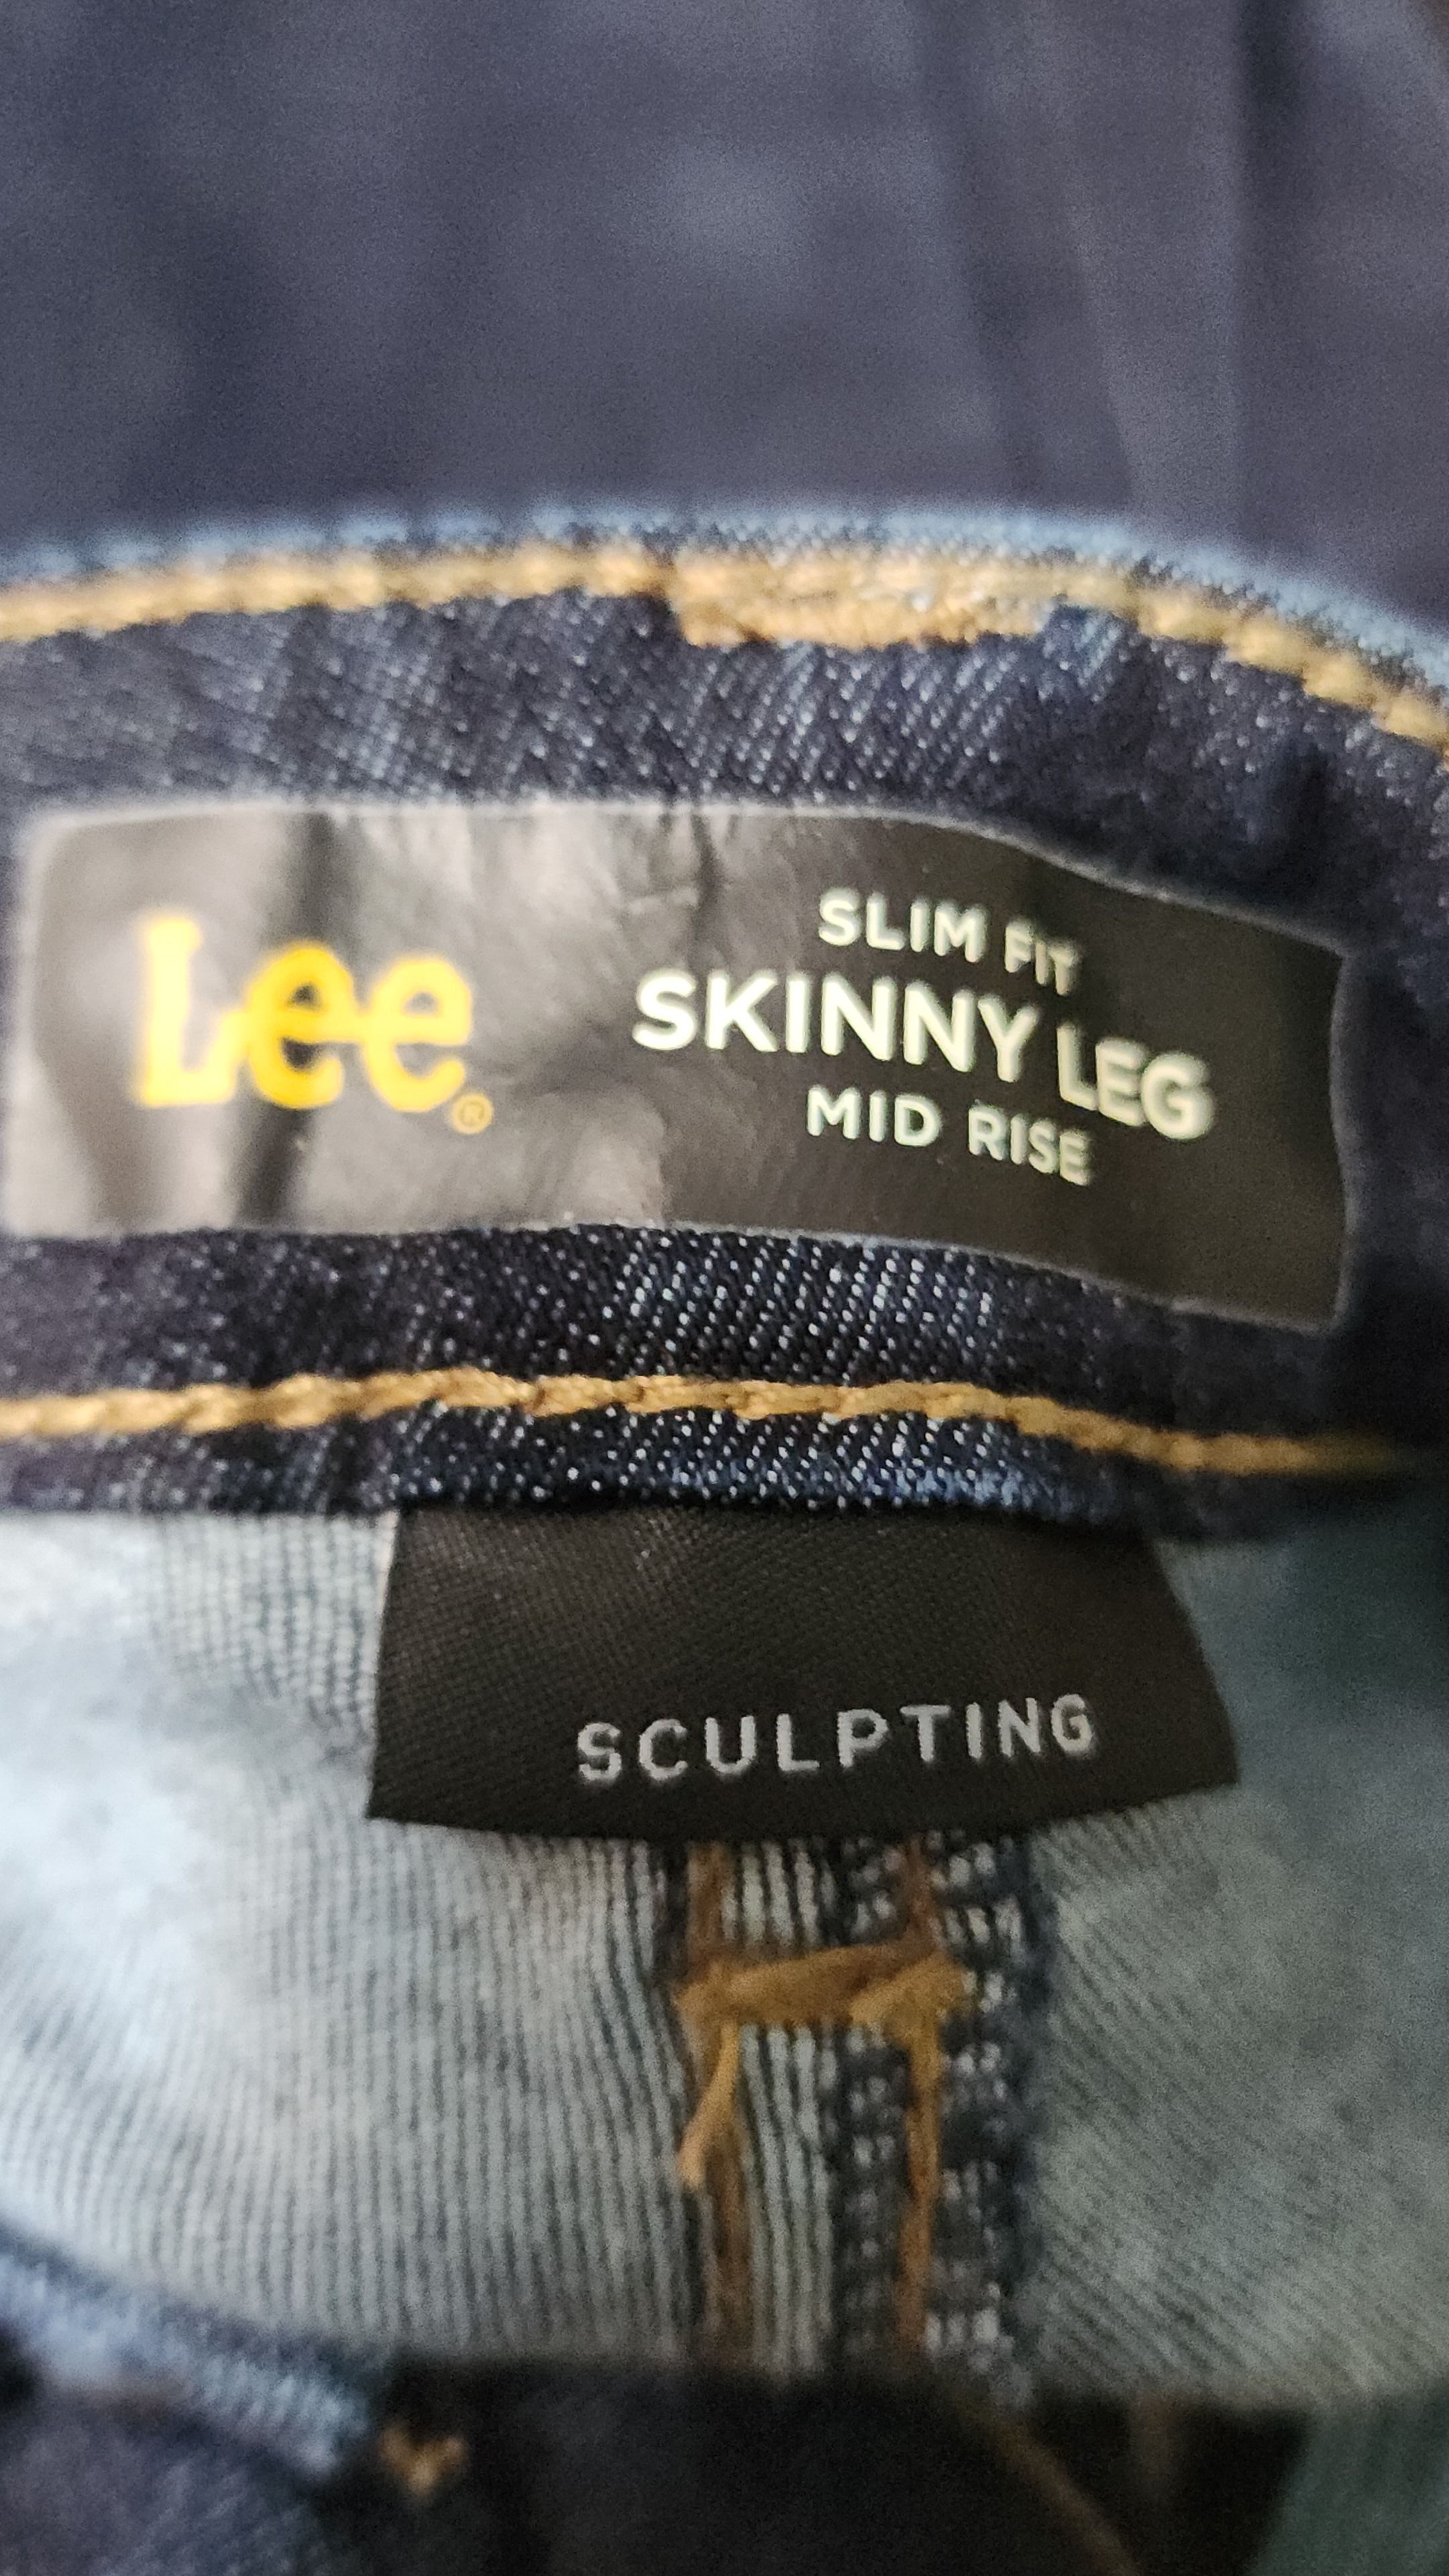 Lee®
SLIM FIT
SKINNY LEG
MID RISE
SCULPTING